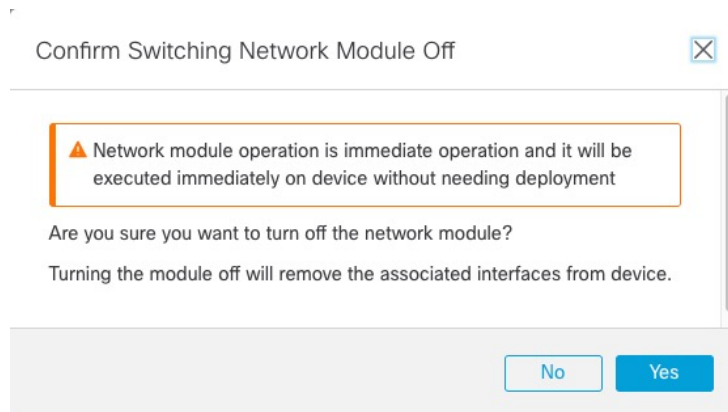 Confirm Switching Network Module Off
Network module operation is immediate operation and it will be
executed immediately on device without needing deployment
Are you sure you want to turn off the network module?
Turning the module off will remove the associated interfaces from device.
No
Yes